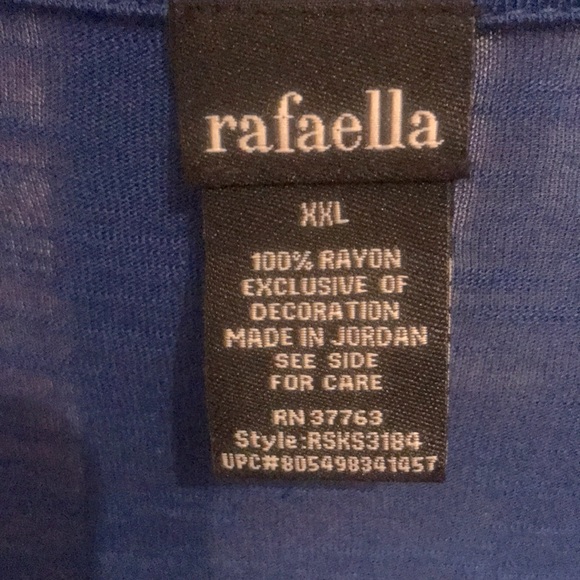 rafaella
XXL
100% RAYON
EXCLUSIVE OF
DECORATION
MADE IN JORDAN
SEE SIDE
FOR CARE
RN 37763
Style:RSKS3184
UPC#805498341457